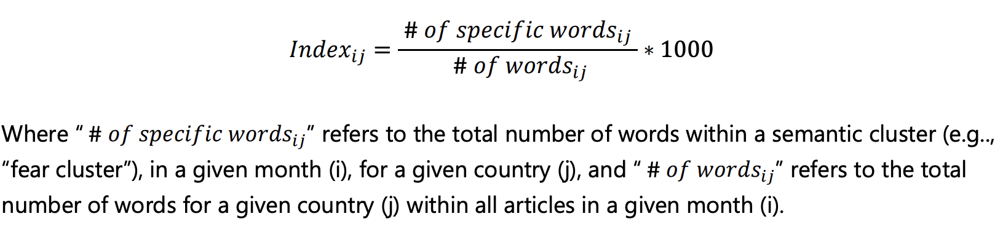 Index_{ij} = \frac{\# of specific words_{ij}}{\# of words_{ij}} * 1000
Where “ # of specific words_{ij}” refers to the total number of words within a semantic cluster (e.g..,
“fear cluster”), in a given month (i), for a given country (j), and “ # of words_{ij}” refers to the total
number of words for a given country (j) within all articles in a given month (i).